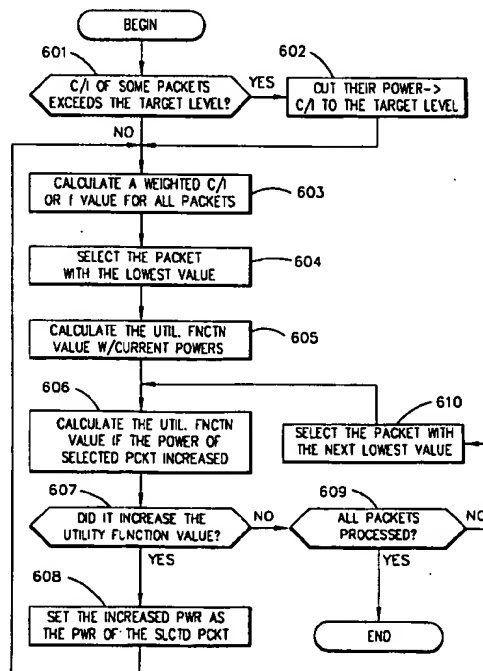 BEGIN
601
C/I OF SOME PACKETS
EXCEEDS THE TARGET LEVEL?
YES
602
CUT THEIR POWER->
C/I TO THE TARGET LEVEL
NO
CALCULATE A WEIGHTED C/I
OR I VALUE FOR ALL PACKETS
603
SELECT THE PACKET
WITH THE LOWEST VALUE
604
CALCULATE THE UTIL. FNCTN
VALUE W/CURRENT POWERS
605
606
CALCULATE THE UTIL. FNCTN
VALUE IF THE POWER OF
SELECTED PCKT INCREASED
610
SELECT THE PACKET WITH
THE NEXT LOWEST VALUE
607
DID IT INCREASE THE
UTILITY FUNCTION VALUE?
NO
609
ALL PACKETS
PROCESSED?
NO
YES
YES
608
SET THE INCREASED PWR AS
THE PWR OF THE SLCTD PCKT
END